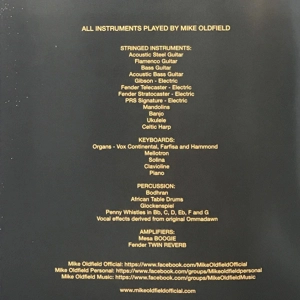 ALL INSTRUMENTS PLAYED BY MIKE OLDFIELD
STRINGED INSTRUMENTS:
Acoustic Steel Guitar
Flamenco Guitar
Bass Guitar
Acoustic Bass Guitar
Gibson - Electric
Fender Telecaster - Electric
Fender Stratocaster - Electric
PRS Signature - Electric
Mandolins
Banjo
Ukulele
Celtic Harp
KEYBOARDS:
Organs - Vox Continental, Farfisa and Hammond
Mellotron
Solina
Clavioline
Piano
PERCUSSION:
Bodhran
African Table Drums
Glockenspiel
Penny Whistles in Bb, C, D, Eb, F and G
Vocal effects derived from original Ommadawn
AMPLIFIERS:
Mesa BOOGIE
Fender TWIN REVERB
Mike Oldfield Official: https://www.facebook.com/MikeOldfieldOfficial
Mike Oldfield Personal: https://www.facebook.com/groups/MikeOldfieldpersonal
Mike Oldfield Music: https://www.facebook.com/groups/MikeOldfieldMusic
www.mikeoldfieldofficial.com